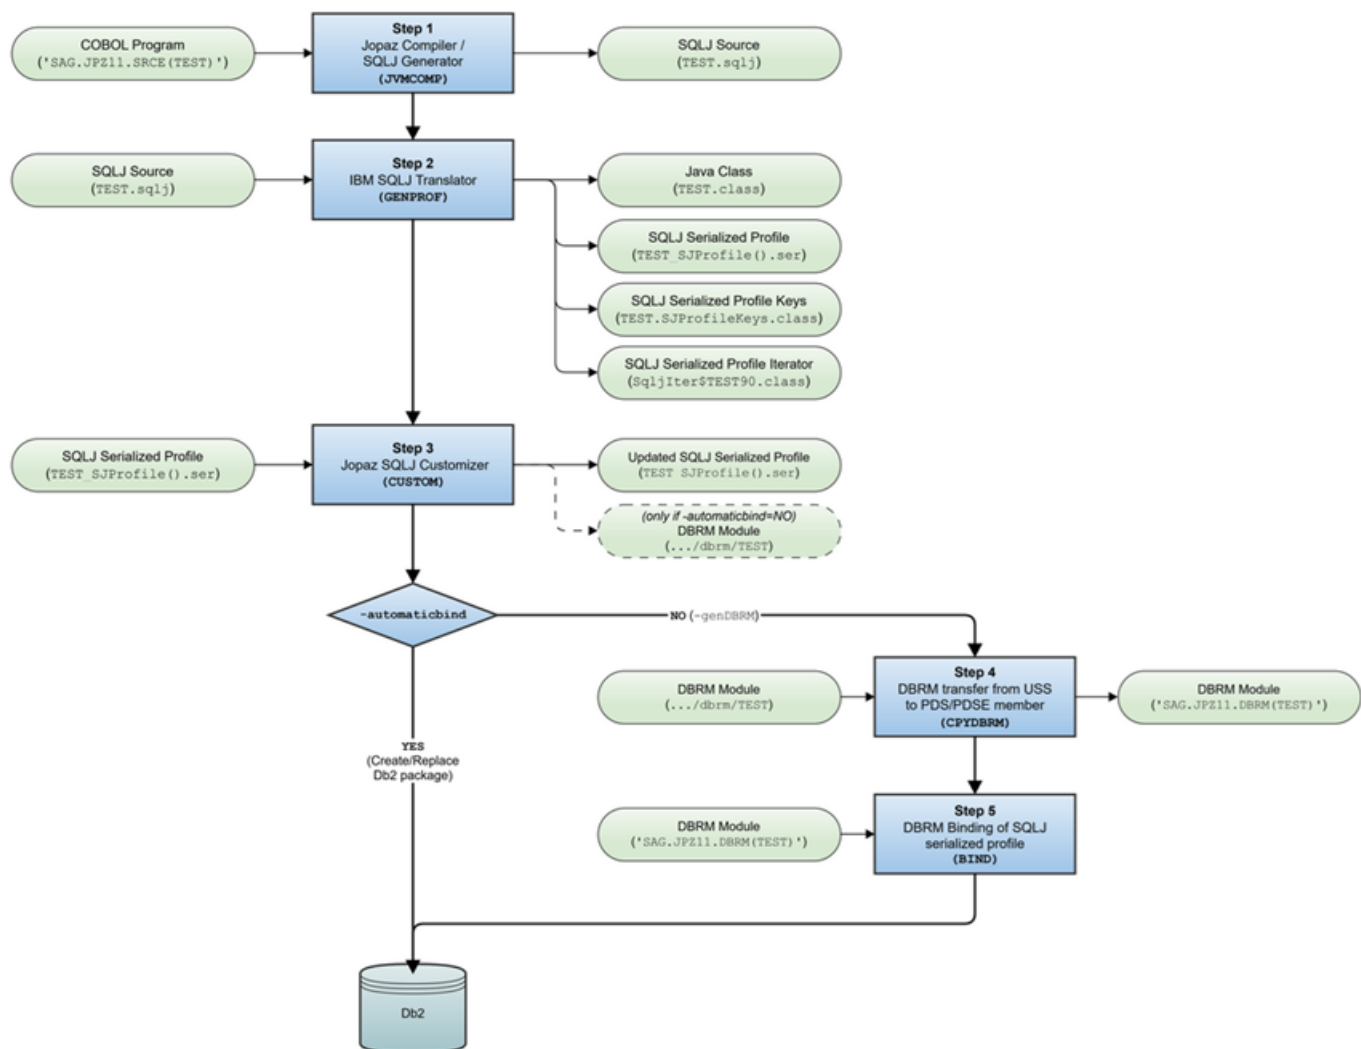 COBOL Program
('SAG.JPZ11.SRCE(TEST)')
Step 1
Jopaz Compiler /
SQLJ Generator
(JVMCOMP)
SQLJ Source
(TEST.sqlj)
SQLJ Source
(TEST.sqlj)
Step 2
IBM SQLJ Translator
(GENPROF)
Java Class
(TEST.class)
SQLJ Serialized Profile
(TEST_SJProfile().ser)
SQLJ Serialized Profile Keys
(TEST.SJProfileKeys.class)
SQLJ Serialized Profile Iterator
(SqljIter$TEST90.class)
SQLJ Serialized Profile
(TEST_SJProfile().ser)
Step 3
Jopaz SQLJ Customizer
(CUSTOM)
Updated SQLJ Serialized Profile
(TEST SJProfile().ser)
(only if -automaticbind=NO)
DBRM Module
(.../dbrm/TEST)
-automaticbind
NO (-genDBRM)
DBRM Module
(.../dbrm/TEST)
Step 4
DBRM transfer from USS
to PDS/PDSE member
(CPYDBRM)
DBRM Module
('SAG.JPZ11.DBRM(TEST)')
YES
(Create/Replace
Db2 package)
DBRM Module
("SAG.JPZ11.DBRM(TEST)')
Step 5
DBRM Binding of SQLJ
serialized profile
(BIND)
Db2